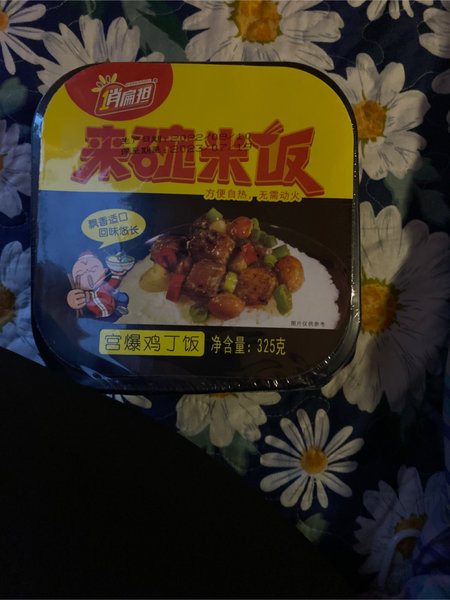 俏扁担
来呲米饭
方便自热，无需动火
飘香适口
回味悠长
图片仅供参考
宫爆鸡丁饭 净含量：325克